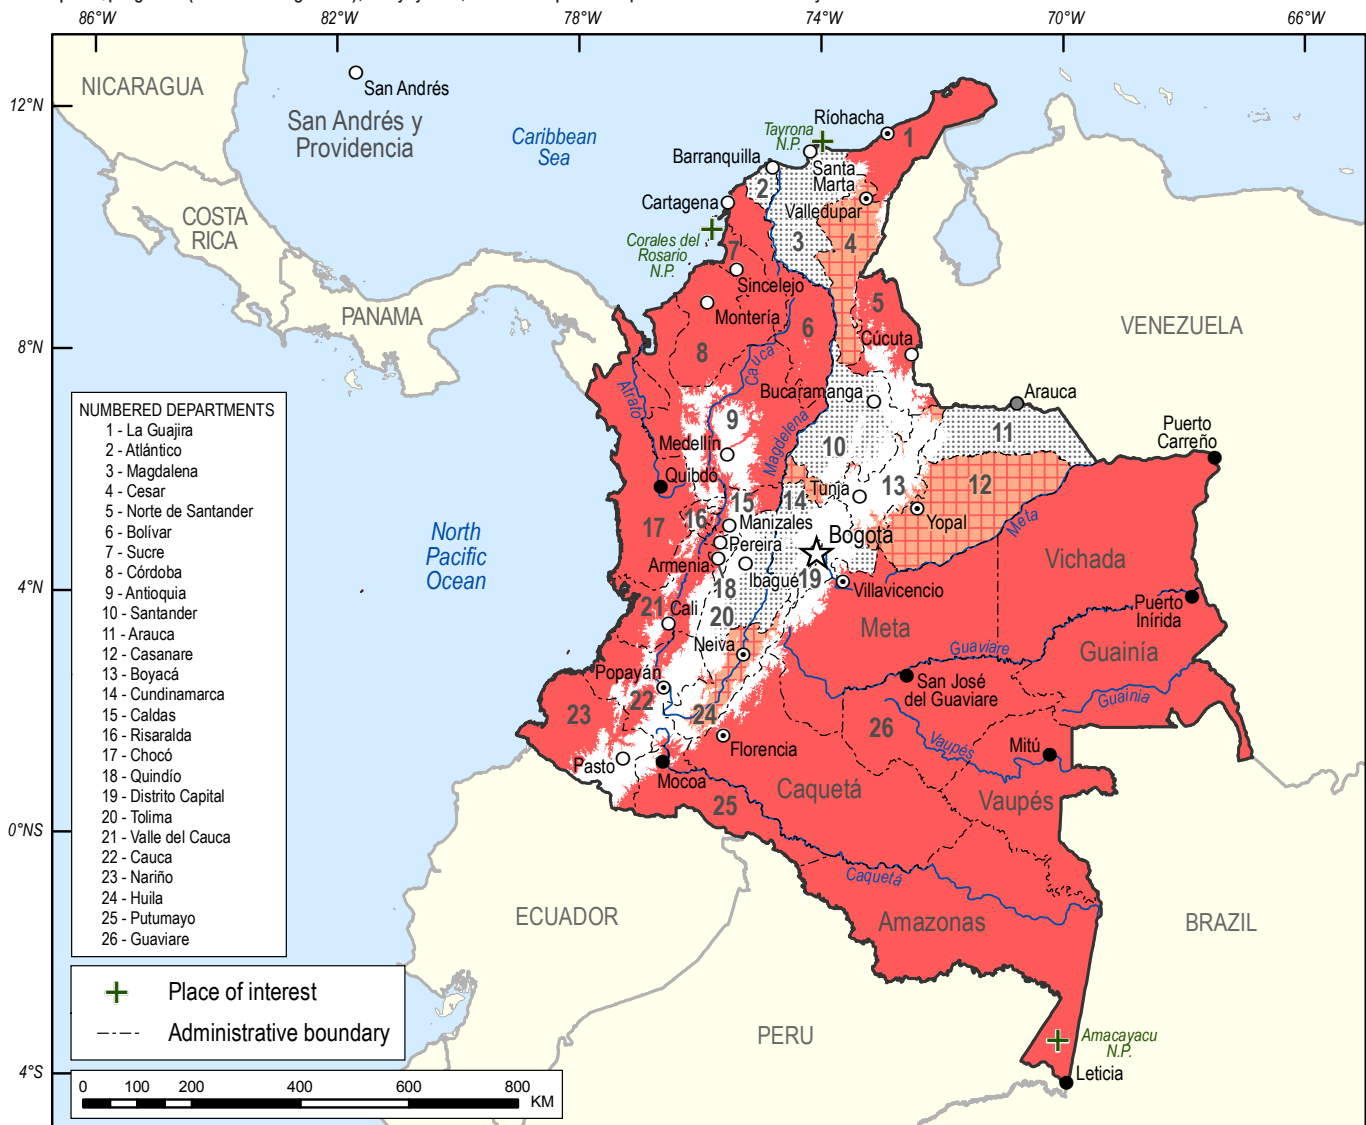 86°W
82°W
78°W
74°W
70°W
66°W
12°N
8°N
4°N
0°NS
4°S
NICARAGUA
San Andrés
San Andrés y
Providencia
Caribbean
Sea
COSTA
RICA
PANAMA
VENEZUELA
ECUADOR
PERU
BRAZIL
North
Pacific
Ocean
Tayrona
N.P.
Ríohacha
1
Barranquilla
Santa
Marta
2
Cartagena
Valledupar
3
4
Corales del
Rosario
N.P.
7
Sincelejo
5
Montería
6
Cúcuta
8
Cauca
Atrato
Bucaramanga
Arauca
Puerto
Carreño
9
Magdelena
Medellín
10
11
Quibdó
Tunja
13
12
14
15
16
Manizales
Yopal
Meta
17
Pereira
Bogotá
Vichada
Armenia
Ibagué
18
19
Villavicencio
Puerto
Inírida
21
Cali
20
Meta
Neiva
Guaviare
Guainía
Popayán
San José
del Guaviare
Guainia
22
23
24
26
Florencia
Vaupés
Mitú
Pasto
Mocoa
Caquetá
Vaupés
25
Caquetá
Amazonas
Amacayacu
N.P.
Leticia
NUMBERED DEPARTMENTS
1 - La Guajira
2 - Atlántico
3 - Magdalena
4 - Cesar
5 - Norte de Santander
6 - Bolívar
7 - Sucre
8 - Córdoba
9 - Antioquia
10 - Santander
11 - Arauca
12 - Casanare
13 - Boyacá
14 - Cundinamarca
15 - Caldas
16 - Risaralda
17 - Chocó
18 - Quindío
19 - Distrito Capital
20 - Tolima
21 - Valle del Cauca
22 - Cauca
23 - Nariño
24 - Huila
25 - Putumayo
26 - Guaviare
Place of interest
Administrative boundary
0 100 200 400 600 800
KM